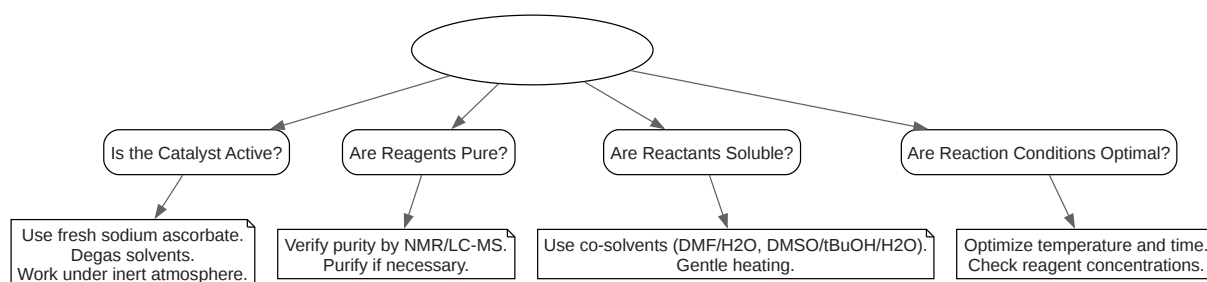 Is the Catalyst Active?
Are Reagents Pure?
Are Reactants Soluble?
Are Reaction Conditions Optimal?
Use fresh sodium ascorbate.
Degas solvents.
Work under inert atmosphere.
Verify purity by NMR/LC-MS.
Purify if necessary.
Use co-solvents (DMF/H2O, DMSO/tBuOH/H2O).
Gentle heating.
Optimize temperature and time.
Check reagent concentrations.